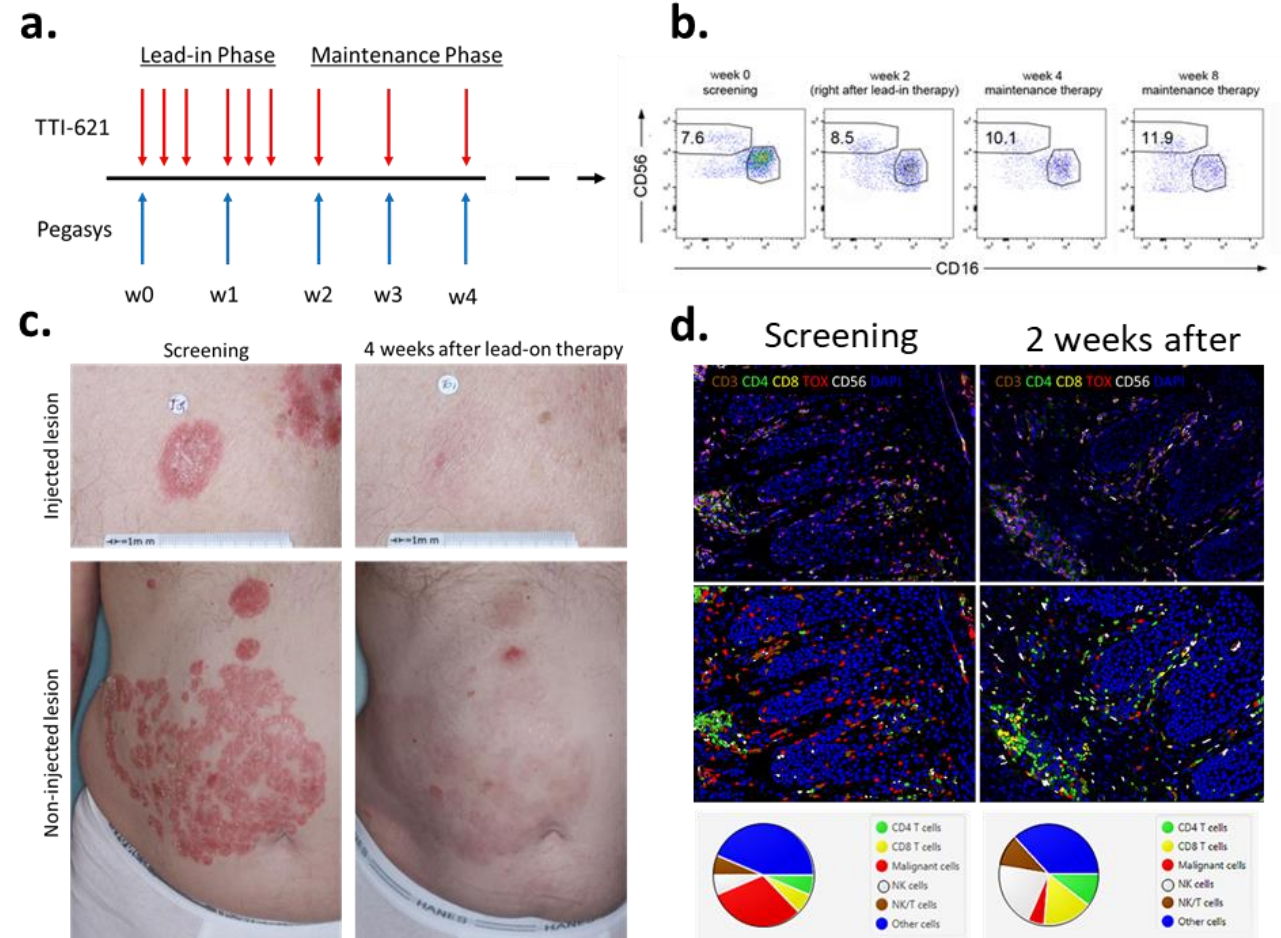 a.
Lead-in Phase
Maintenance Phase
TTI-621
Pegasys
w0
w1
w2
w3
w4
b.
week 0
screening
week 2
(right after lead-in therapy)
week 4
maintenance therapy
week 8
maintenance therapy
CD56
7.6
8.5
10.1
11.9
CD16
c.
Screening
4 weeks after lead-on therapy
Injected lesion
=1m m
=1m m
Non-injected lesion
HANES
HANES
d.
Screening
2 weeks after
CD3 CD4 CD8 TOX CD56 DAPI
CD3 CD4 CD8 TOX CD56 DAPI
CD4 T cells
CD8 T cells
Malignant cells
NK cells
NK/T cells
Other cells
CD4 T cells
CD8 T cells
Malignant cells
NK cells
NK/T cells
Other cells